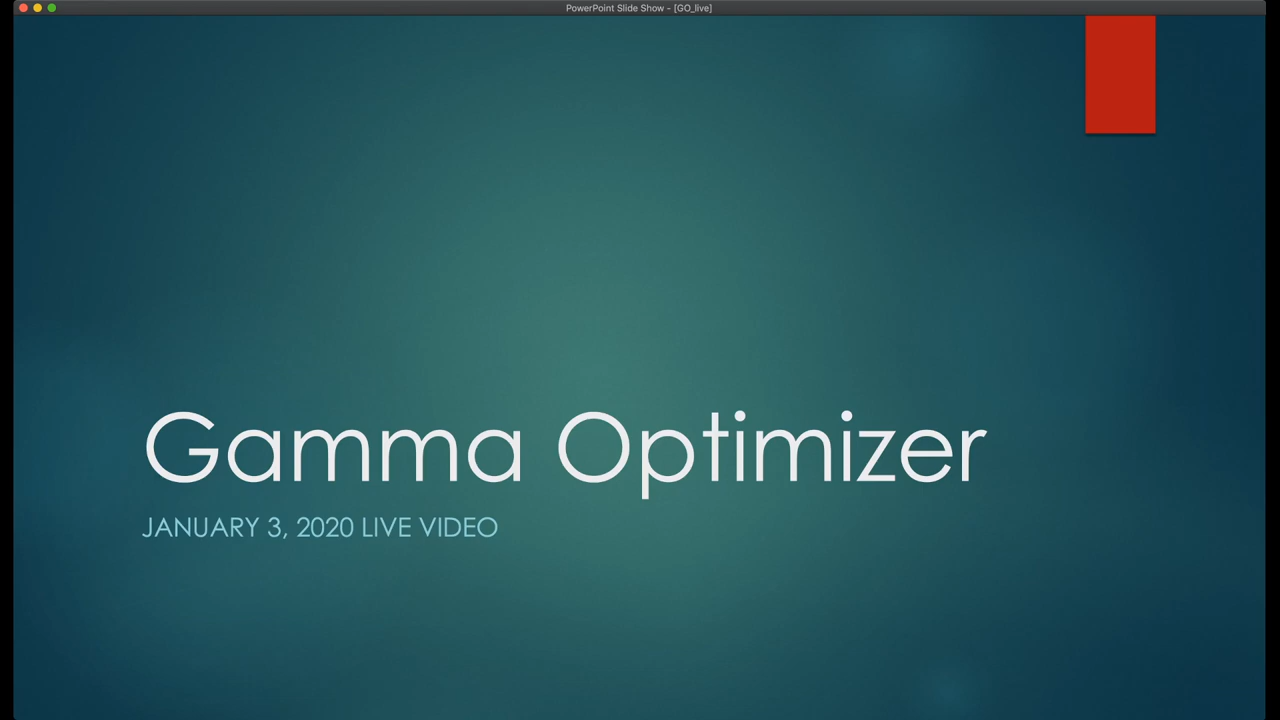 PowerPoint Slide Show - [GO_live]
Gamma Optimizer
JANUARY 3, 2020 LIVE VIDEO